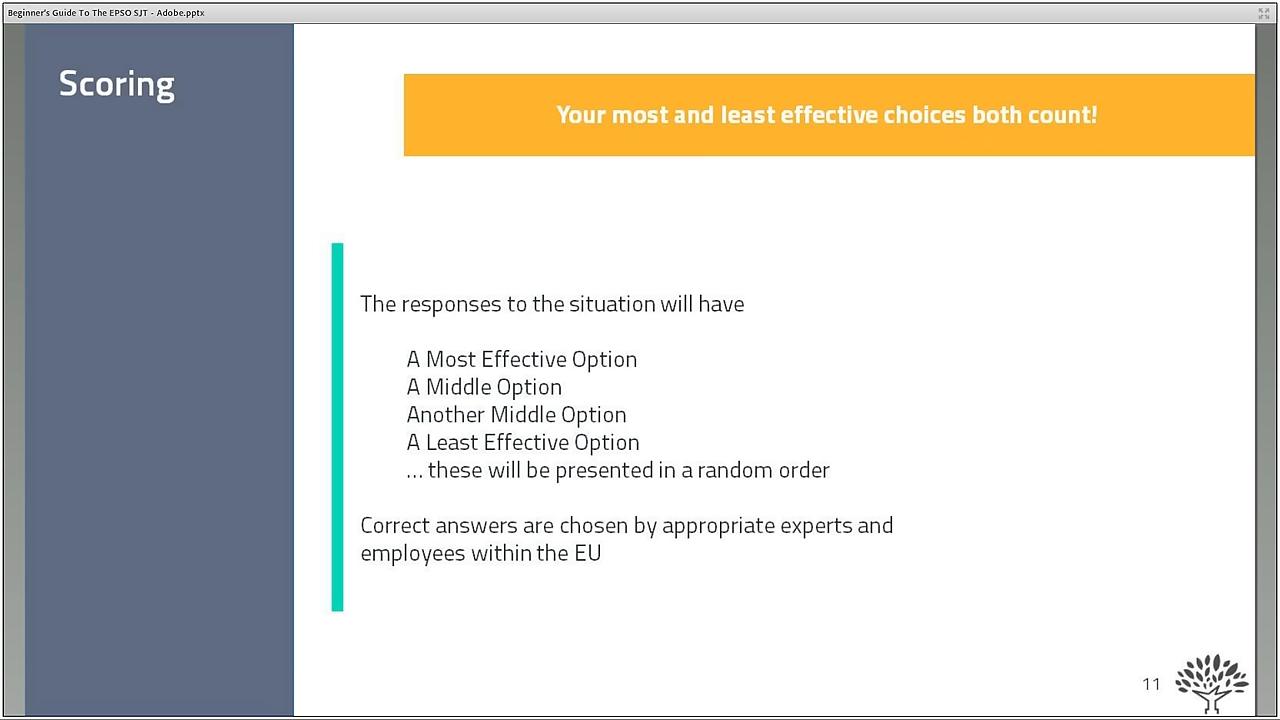 Beginner's Guide To The EPSO SJT - Adobe.pptx
Scoring
Your most and least effective choices both count!
The responses to the situation will have
A Most Effective Option
A Middle Option
Another Middle Option
A Least Effective Option
... these will be presented in a random order
Correct answers are chosen by appropriate experts and
employees within the EU
11